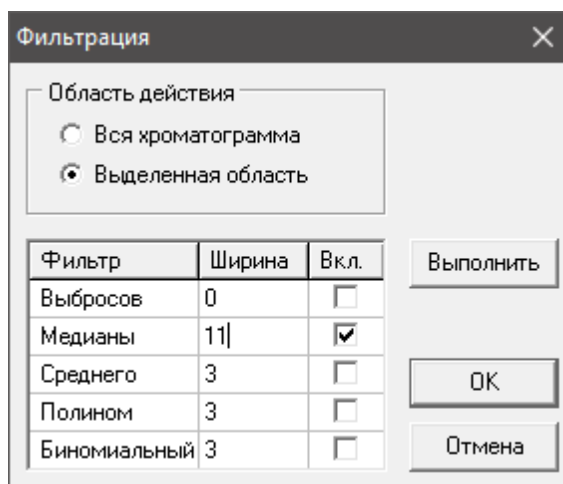 Фильтрация
Область действия
Вся хроматограмма
Выделенная область
Фильтр Ширина Вкл.
Выбросов 0
Медианы 11
Среднего 3
Полином 3
Биномиальный 3
Выполнить
OK
Отмена